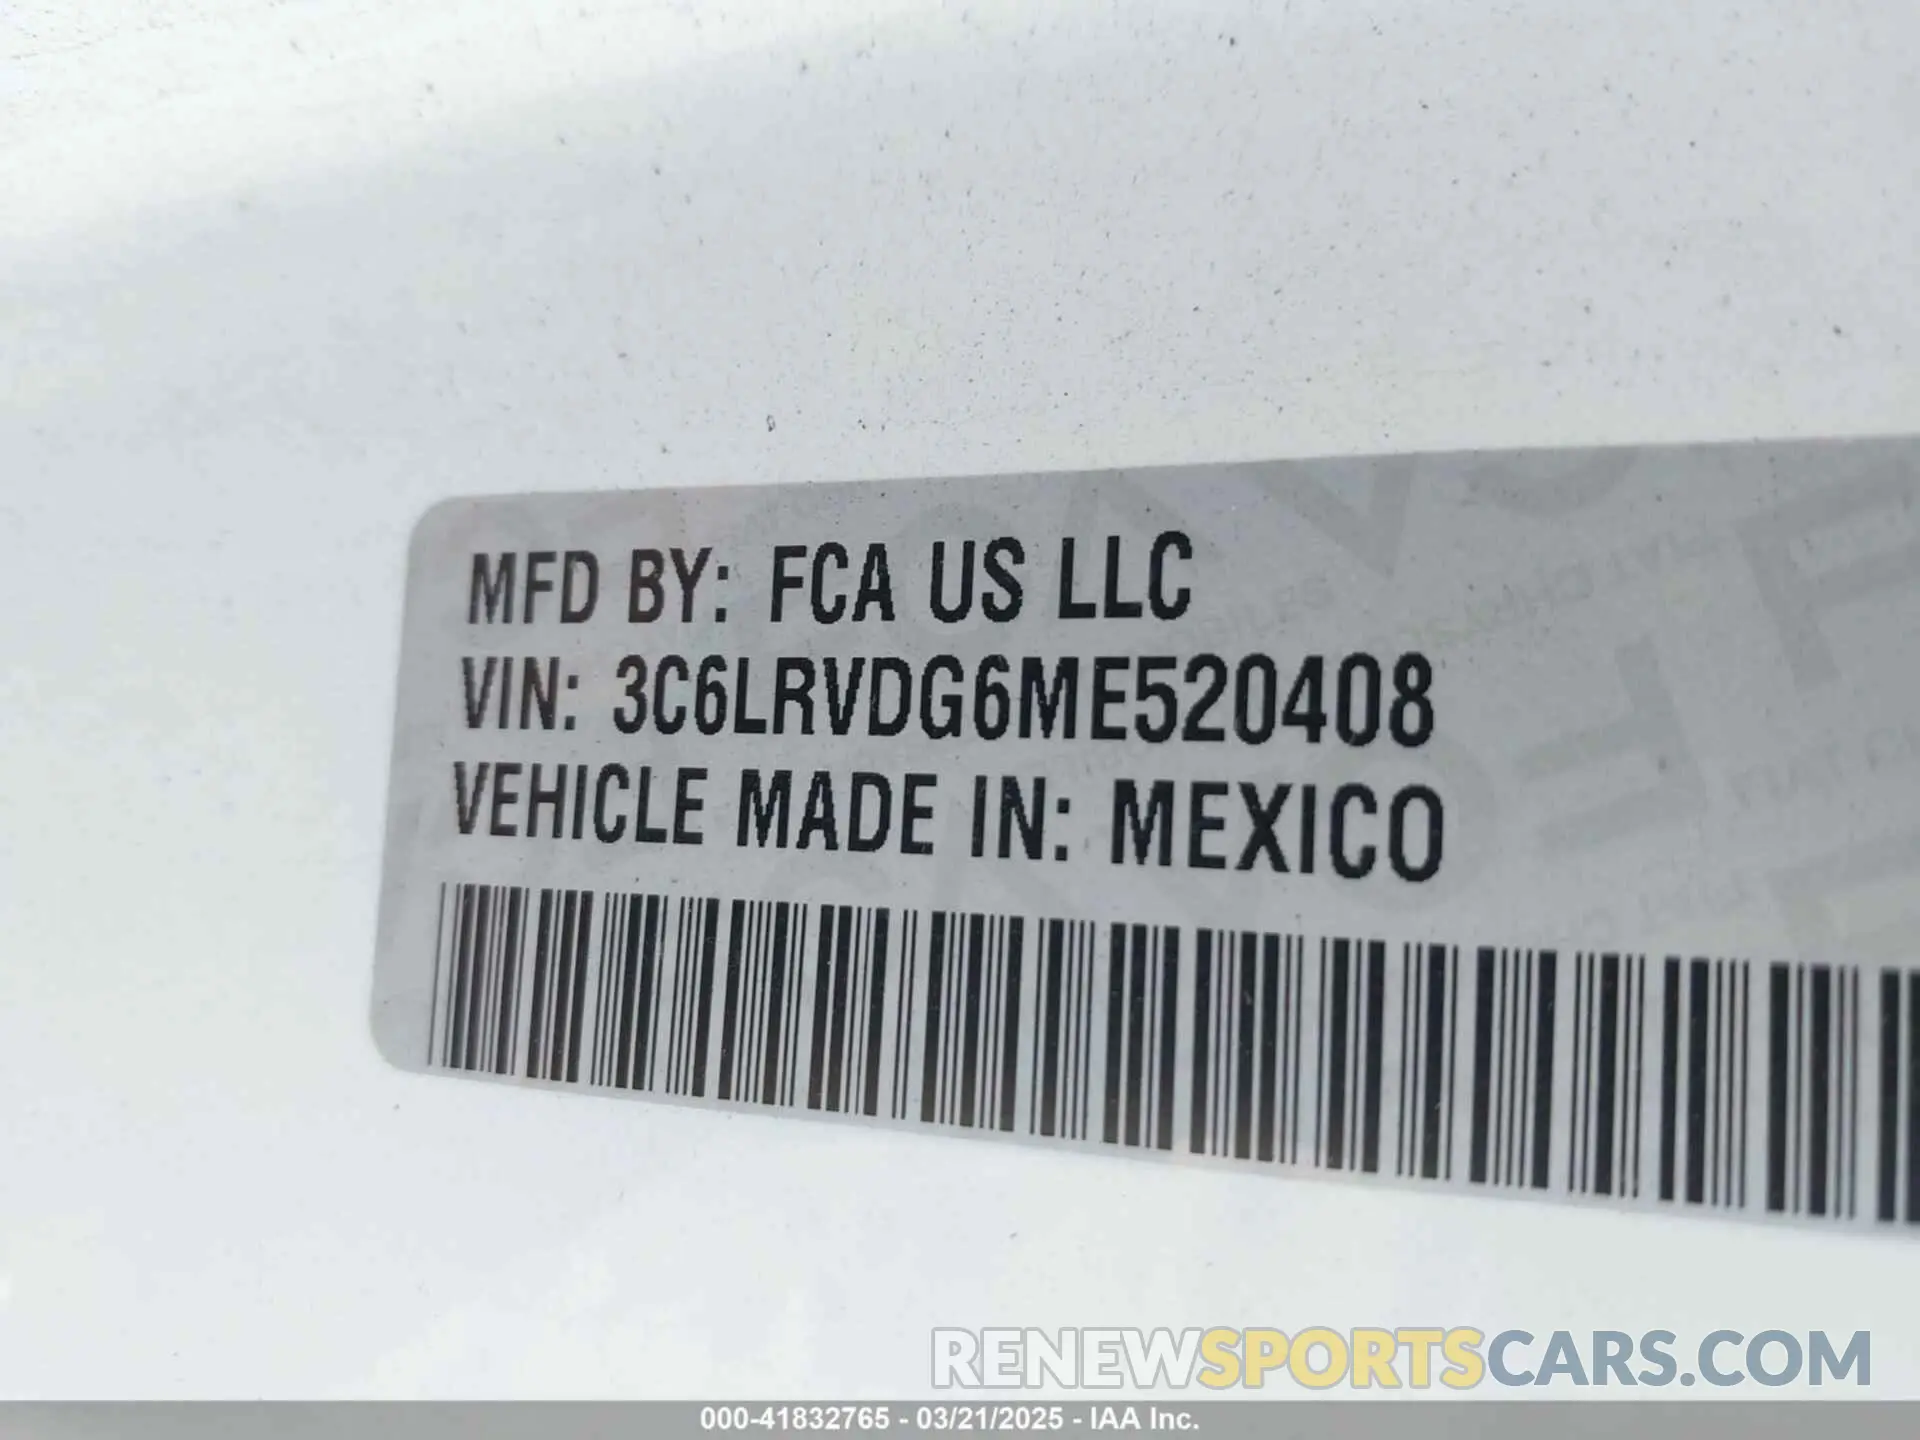 MFD BY: FCA US LLC
VIN: 3C6LRVDG6ME520408
VEHICLE MADE IN: MEXICO
RENEWSPORTSCARS.COM
000-41832765 - 03/21/2025 - IAA Inc.